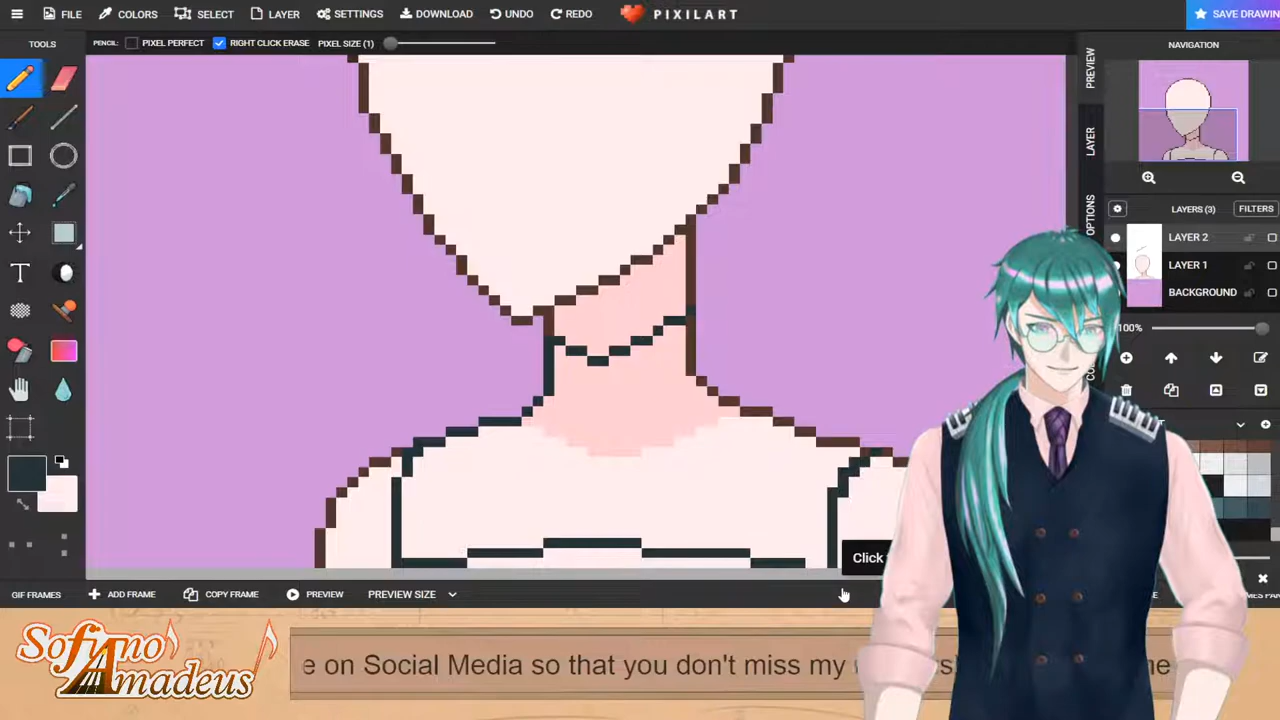 FILE COLORS SELECT LAYER SETTINGS DOWNLOAD UNDO REDO PIXILART SAVE DRAWIN
TOOLS
PENCIL: PIXEL PERFECT RIGHT CLICK ERASE PIXEL SIZE (1)
NAVIGATION
PREVIEW
LAYER
OPTIONS
LAYERS (3) FILTERS
LAYER 2
LAYER 1
BACKGROUND
100%
T
Click
GIF FRAMES ADD FRAME COPY FRAME PREVIEW PREVIEW SIZE
Sofiano
Amadeus
e on Social Media so that you don't miss my